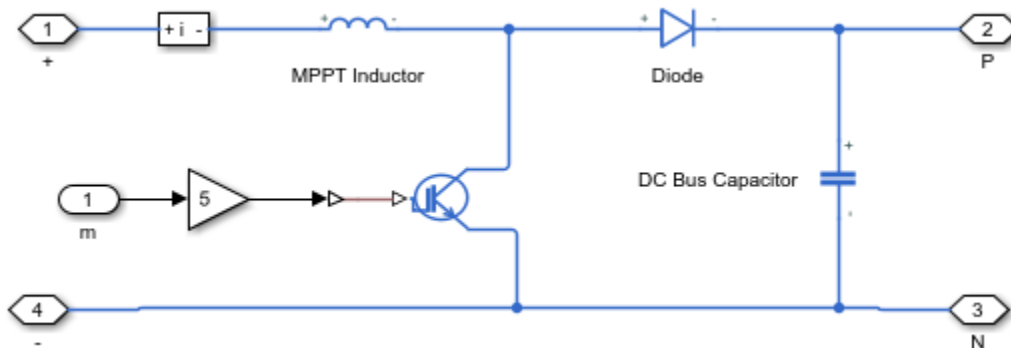 1
+
+ i -
+ -
MPPT Inductor
+ -
Diode
2
P
1
m
5
+
DC Bus Capacitor
-
4
-
3
N